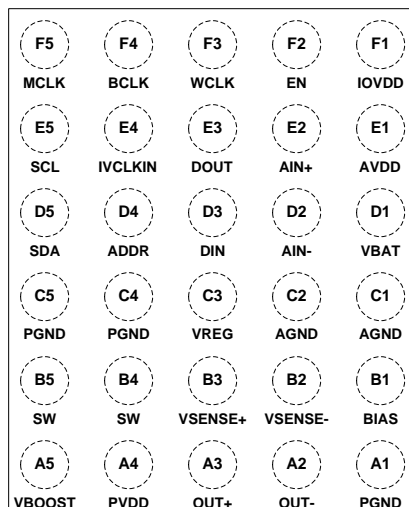 F5 F4 F3 F2 F1
MCLK BCLK WCLK EN IOVDD
E5 E4 E3 E2 E1
SCL IVCLKIN DOUT AIN+ AVDD
D5 D4 D3 D2 D1
SDA ADDR DIN AIN- VBAT
C5 C4 C3 C2 C1
PGND PGND VREG AGND AGND
B5 B4 B3 B2 B1
SW SW VSENSE+ VSENSE- BIAS
A5 A4 A3 A2 A1
VBOOST PVDD OUT+ OUT- PGND